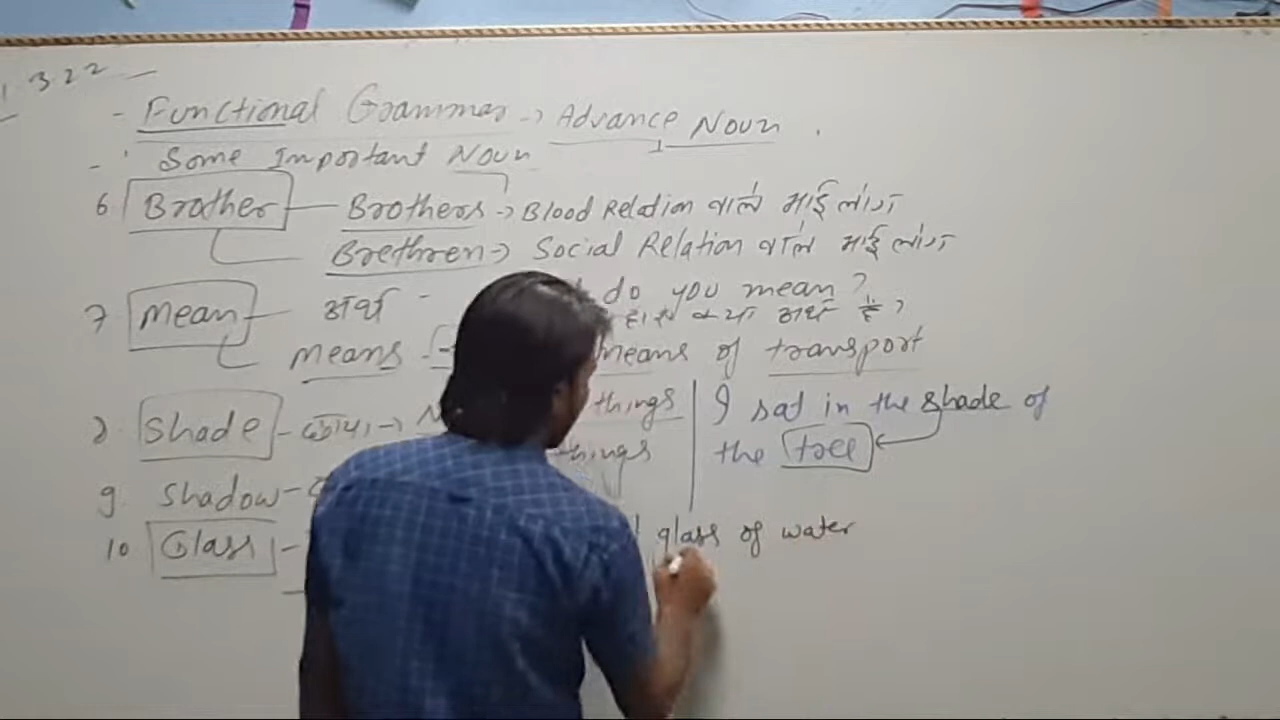 322 -
- Functional Grammar -> Advance Noun.
- Some Important Noun
6 Brother - Brothers -> Blood Relation वाले भाई लोग
Brethren -> Social Relation वाले भाई लोग
7 Mean - अर्थ - do you mean?
क्या अर्थ है?
means - means of transport
8 Shade - छाया -> things | I sat in the shade of
things the tree
9. Shadow -
10 Glass - glass of water